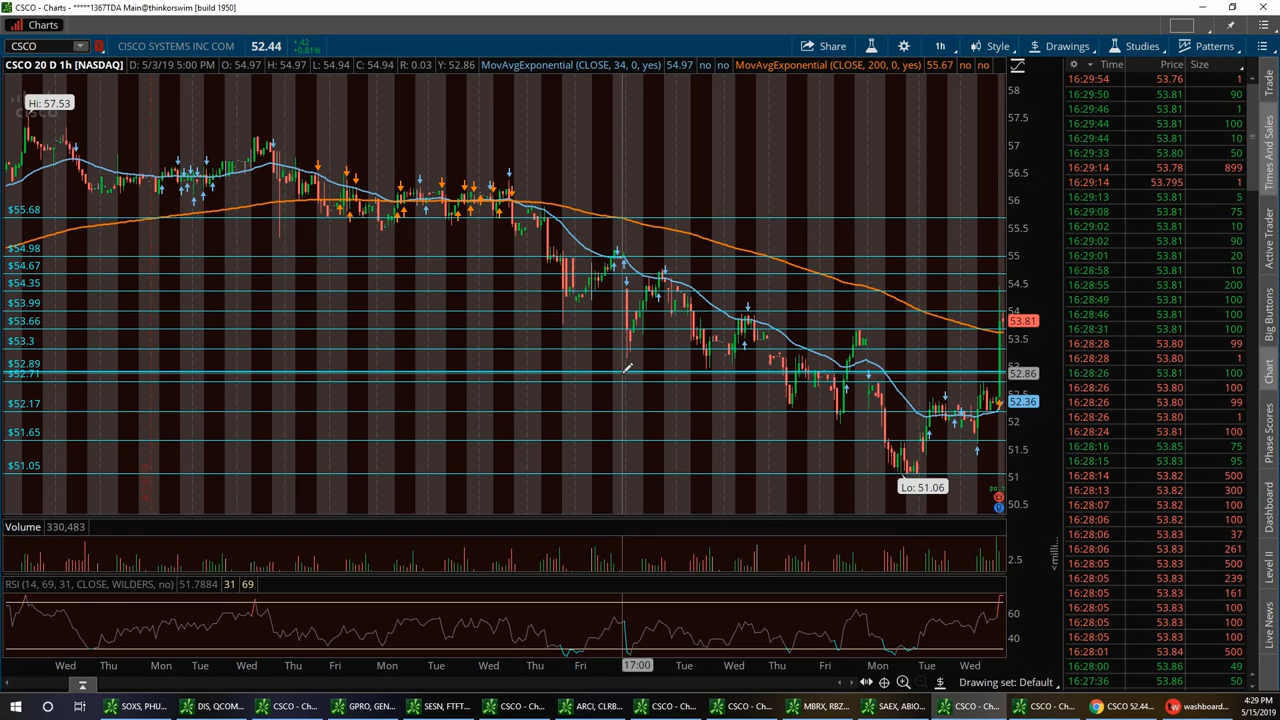 CSCO - Charts - *****1367TDA Main@thinkorswim [build 1950]
Charts
CSCO CISCO SYSTEMS INC COM 52.44 +.42 +0.81% Share 1h Style Drawings Studies Patterns
CSCO 20 D 1h [NASDAQ] D: 5/3/19 5:00 PM O: 54.97 H: 54.97 L: 54.94 C: 54.94 R: 0.03 Y: 52.86 MovAvgExponential (CLOSE, 34, 0, yes) 54.97 no no MovAvgExponential (CLOSE, 200, 0, yes) 55.67 no no
Hi: 57.53
$55.68
$54.98
$54.67
$54.35
$53.99
$53.66
$53.3
$52.89
$52.71
$52.17
$51.65
$51.05
Lo: 51.06
58
57.5
57
56.5
56
55.5
55
54.5
54
53.81
53.5
53
52.86
52.36
52
51.5
51
50.5
Volume 330,483
2.5
<milli...
RSI (14, 69, 31, CLOSE, WILDERS, no) 51.7884 31 69
60
40
Wed Thu Mon Tue Wed Thu Fri Mon Tue Wed Thu Fri 17:00 Tue Wed Thu Fri Mon Tue Wed
Drawing set: Default
Time Price Size
16:29:54 53.76 1
16:29:50 53.81 90
16:29:46 53.81 1
16:29:44 53.81 100
16:29:44 53.81 100
16:29:33 53.80 50
16:29:14 53.78 899
16:29:14 53.795 1
16:29:13 53.81 5
16:29:08 53.81 75
16:29:02 53.81 10
16:29:02 53.81 90
16:29:01 53.81 20
16:28:58 53.81 10
16:28:55 53.81 200
16:28:49 53.81 100
16:28:46 53.81 100
16:28:31 53.81 100
16:28:28 53.80 99
16:28:28 53.80 1
16:28:26 53.81 100
16:28:26 53.80 99
16:28:26 53.80 1
16:28:24 53.81 100
16:28:16 53.85 75
16:28:15 53.83 95
16:28:14 53.82 500
16:28:13 53.82 300
16:28:07 53.82 100
16:28:06 53.82 100
16:28:06 53.83 37
16:28:06 53.83 261
16:28:05 53.83 500
16:28:05 53.83 239
16:28:05 53.83 161
16:28:05 53.83 100
16:28:05 53.83 100
16:28:05 53.83 100
16:28:05 53.83 100
16:28:01 53.84 500
16:28:00 53.86 49
16:27:36 53.86 50
Trade
Times And Sales
Active Trader
Big Buttons
Chart
Phase Scores
Dashboard
Level II
Live News
SOXS, PHU... DIS, QCOM... CSCO - Ch... GPRO, GEN... SESN, FTFT... CSCO - Ch... ARCI, CLRB... CSCO - Ch... MBRX, RBZ... SAEX, ABIO... CSCO - Ch... CSCO - Ch... CSCO 52.44... washboard... 4:29 PM
5/15/2019